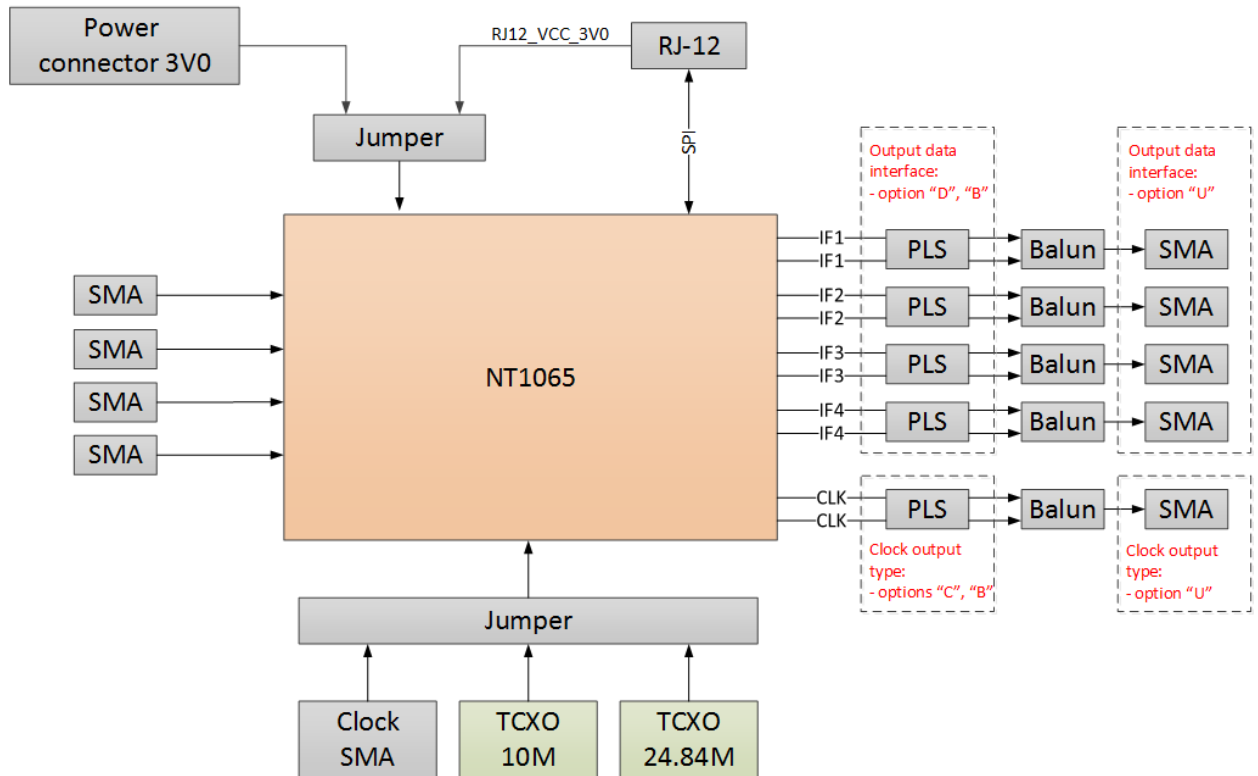 Power
connector 3V0
RJ12_VCC_3V0
RJ-12
Jumper
SPI
Output data
interface:
- option "D", "B"
Output data
interface:
- option "U"
NT1065
SMA
SMA
SMA
SMA
IF1
IF1
PLS
Balun
SMA
IF2
IF2
PLS
Balun
SMA
IF3
IF3
PLS
Balun
SMA
IF4
IF4
PLS
Balun
SMA
CLK
CLK
PLS
Balun
SMA
Clock output
type:
- options "C", "B"
Clock output
type:
- option "U"
Jumper
Clock
SMA
TCXO
10M
TCXO
24.84M